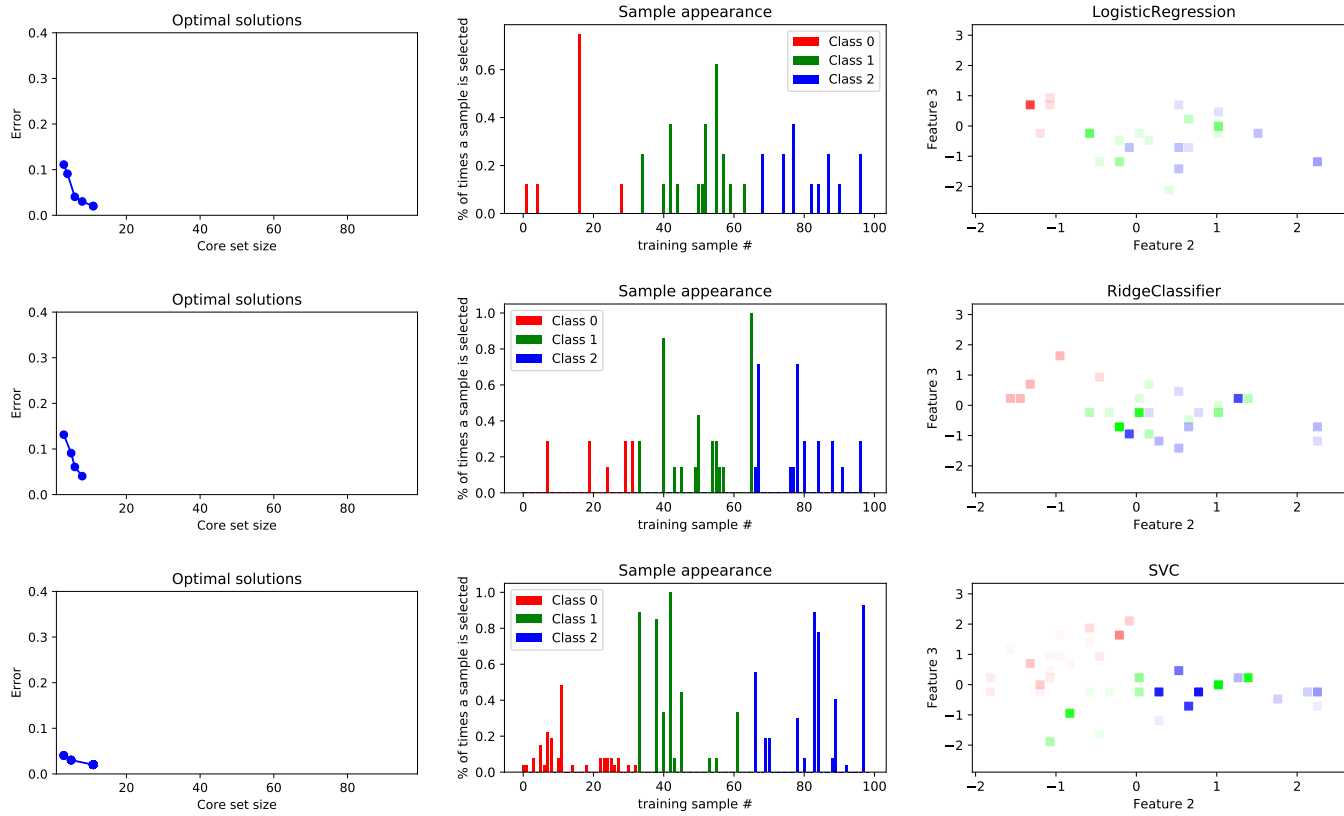 Optimal solutions
Error
0.4
0.3
0.2
0.1
0.0
20 40 60 80
Core set size
Sample appearance
% of times a sample is selected
0.6
0.4
0.2
0.0
0 20 40 60 80 100
training sample #
Class 0
Class 1
Class 2
LogisticRegression
Feature 3
3
2
1
0
−1
−2
−2 −1 0 1 2
Feature 2
Optimal solutions
Error
0.4
0.3
0.2
0.1
0.0
20 40 60 80
Core set size
Sample appearance
% of times a sample is selected
1.0
0.8
0.6
0.4
0.2
0.0
0 20 40 60 80 100
training sample #
Class 0
Class 1
Class 2
RidgeClassifier
Feature 3
3
2
1
0
−1
−2
−2 −1 0 1 2
Feature 2
Optimal solutions
Error
0.4
0.3
0.2
0.1
0.0
20 40 60 80
Core set size
Sample appearance
% of times a sample is selected
1.0
0.8
0.6
0.4
0.2
0.0
0 20 40 60 80 100
training sample #
Class 0
Class 1
Class 2
SVC
Feature 3
3
2
1
0
−1
−2
−2 −1 0 1 2
Feature 2